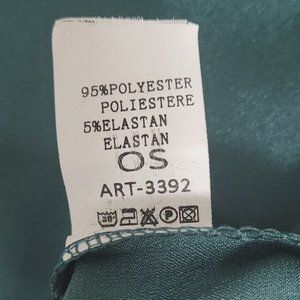 95%POLYESTER
POLIESTERE
5%ELASTAN
ELASTAN
OS
ART-3392